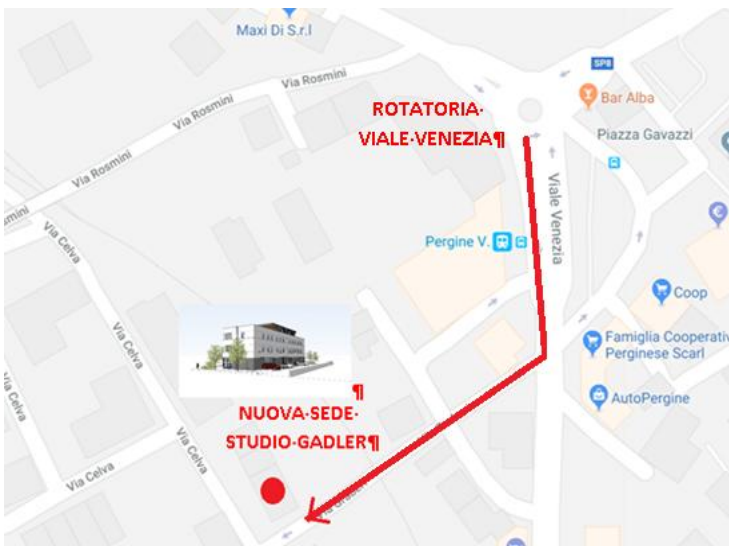 Maxi Di S.r.l
SP8
Via Rosmini
ROTATORIA·
VIALE·VENEZIA¶
Bar Alba
Via Rosmini
Piazza Gavazzi
Via Rosmini
Viale Venezia
Via Celva
Pergine V.
Coop
Via Celva
Famiglia Cooperativ
Perginese Scarl
¶
NUOVA·SEDE·
STUDIO·GADLER¶
AutoPergine
Via Celva
Via Celva
Via Celva